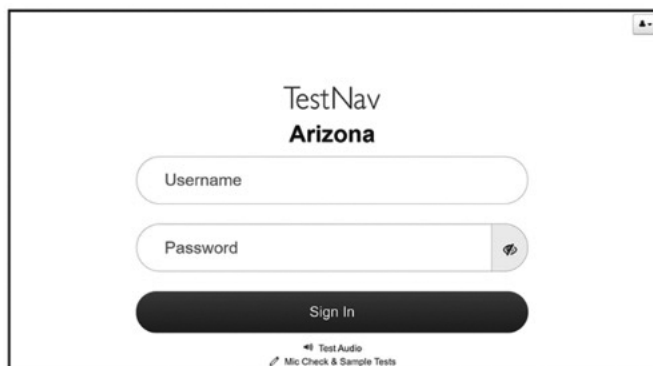 TestNav
Arizona
Username
Password
Sign In
Test Audio
Mic Check & Sample Tests